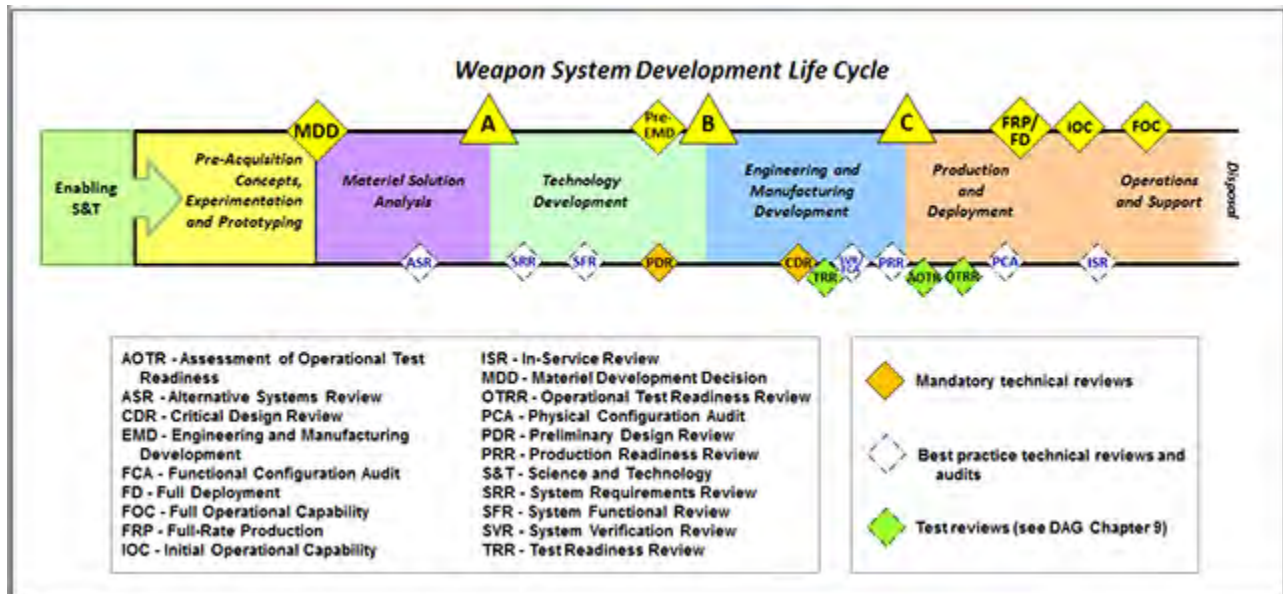 Weapon System Development Life Cycle
MDD
A
Pre-
EMD
B
C
FRP/
FD
IOC
FOC
Enabling
S&T
Pre-Acquisition
Concepts,
Experimentation
and Prototyping
Materiel Solution
Analysis
Technology
Development
Engineering and
Manufacturing
Development
Production
and
Deployment
Operations
and Support
Disposal
ASR
SRR
SFR
PDR
CDR
TRR
SVR
FCA
PRR
AOTR
OTRR
PCA
ISR
AOTR - Assessment of Operational Test
Readiness
ASR - Alternative Systems Review
CDR - Critical Design Review
EMD - Engineering and Manufacturing
Development
FCA - Functional Configuration Audit
FD - Full Deployment
FOC - Full Operational Capability
FRP - Full-Rate Production
IOC - Initial Operational Capability
ISR - In-Service Review
MDD - Materiel Development Decision
OTRR - Operational Test Readiness Review
PCA - Physical Configuration Audit
PDR - Preliminary Design Review
PRR - Production Readiness Review
S&T - Science and Technology
SRR - System Requirements Review
SFR - System Functional Review
SVR - System Verification Review
TRR - Test Readiness Review
Mandatory technical reviews
Best practice technical reviews and
audits
Test reviews (see DAG Chapter 9)